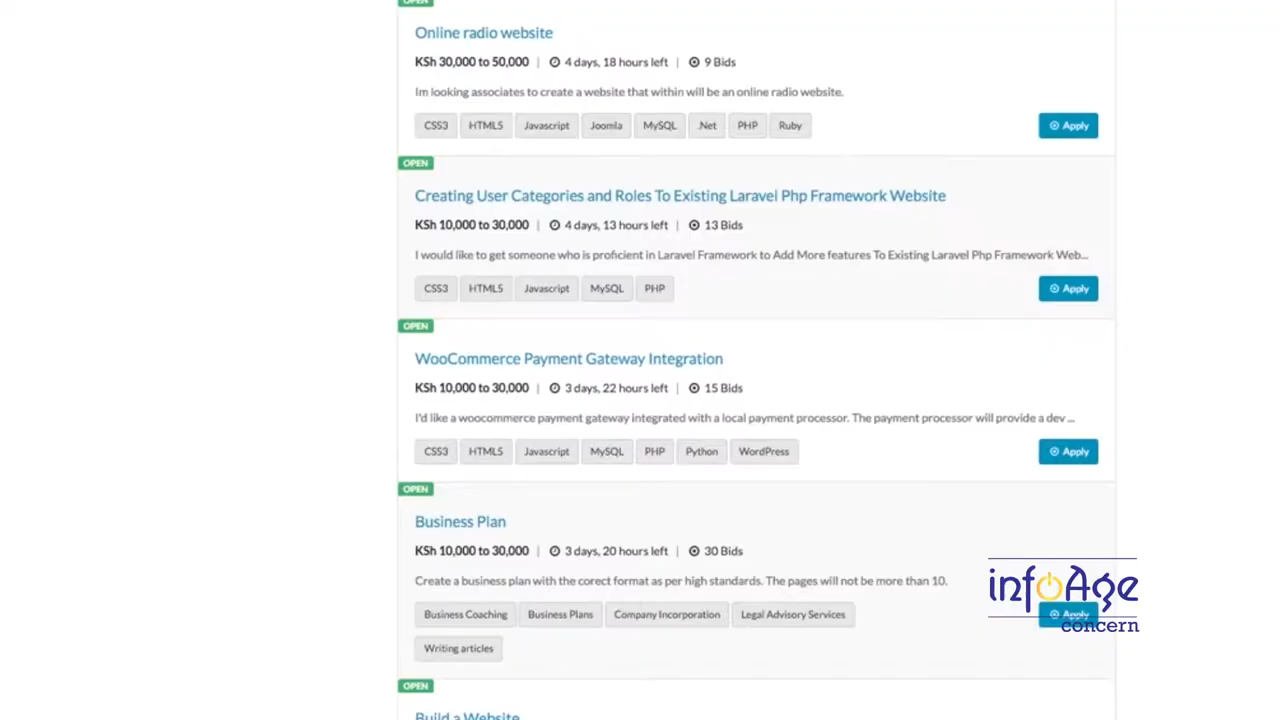 OPEN
Online radio website
KSh 30,000 to 50,000 | 4 days, 18 hours left | 9 Bids
Im looking associates to create a website that within will be an online radio website.
CSS3 HTML5 Javascript Joomla MySQL .Net PHP Ruby
Apply
OPEN
Creating User Categories and Roles To Existing Laravel Php Framework Website
KSh 10,000 to 30,000 | 4 days, 13 hours left | 13 Bids
I would like to get someone who is proficient in Laravel Framework to Add More features To Existing Laravel Php Framework Web...
CSS3 HTML5 Javascript MySQL PHP
Apply
OPEN
WooCommerce Payment Gateway Integration
KSh 10,000 to 30,000 | 3 days, 22 hours left | 15 Bids
I'd like a woocommerce payment gateway integrated with a local payment processor. The payment processor will provide a dev ...
CSS3 HTML5 Javascript MySQL PHP Python WordPress
Apply
OPEN
Business Plan
KSh 10,000 to 30,000 | 3 days, 20 hours left | 30 Bids
Create a business plan with the corect format as per high standards. The pages will not be more than 10.
Business Coaching Business Plans Company Incorporation Legal Advisory Services
Apply
Writing articles
infoAge
concern
OPEN
Build a Website